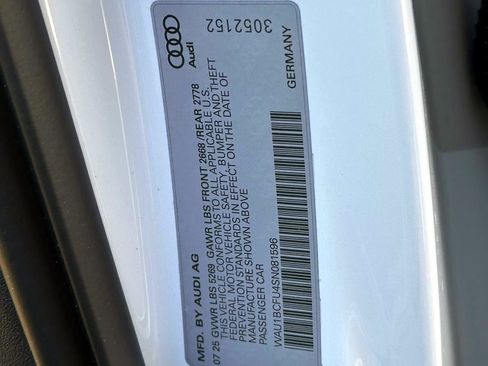 MFD. BY AUDI AG
07 25 GVWR LBS 5269 GAWR LBS FRONT 2668 /REAR 2778
THIS VEHICLE CONFORMS TO ALL APPLICABLE U.S.
FEDERAL MOTOR VEHICLE SAFETY, BUMPER AND THEFT
PREVENTION STANDARDS IN EFFECT ON THE DATE OF
MANUFACTURE SHOWN ABOVE
PASSENGER CAR
WAU1BCFU4SN081596
GERMANY
Audi
3052152